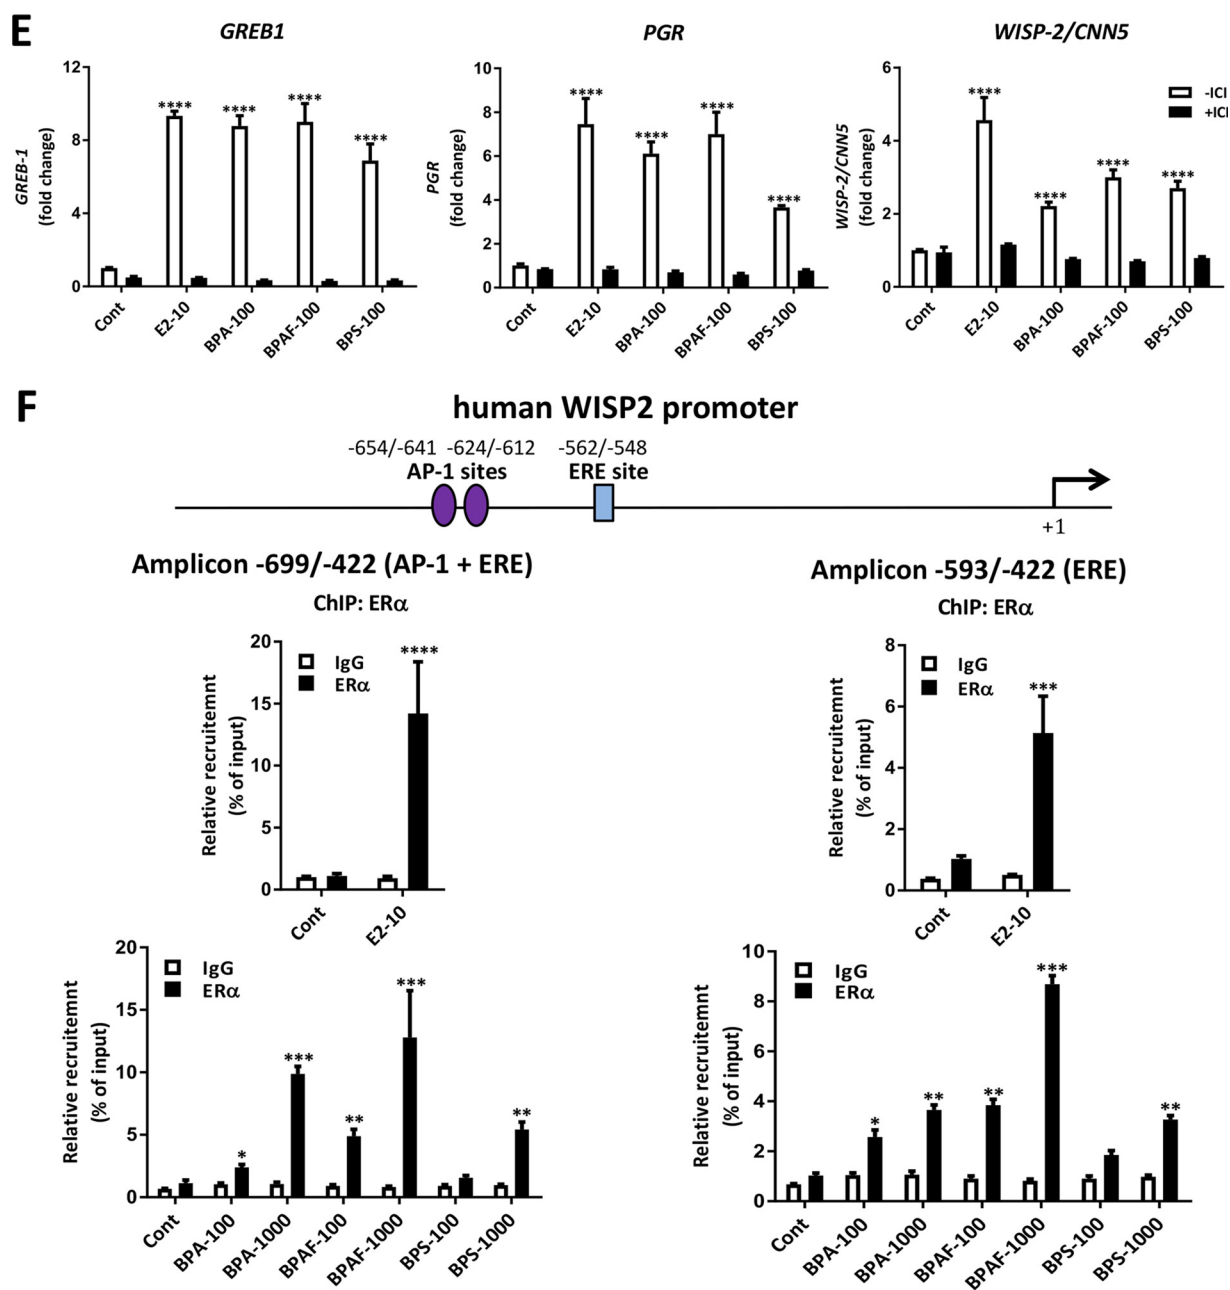 E
GREB1
PGR
WISP-2/CNN5
GREB-1
(fold change)
12
8
4
0
****
****
****
****
Cont
E2-10
BPA-100
BPAF-100
BPS-100
PGR
(fold change)
10
8
6
4
2
0
****
****
****
****
Cont
E2-10
BPA-100
BPAF-100
BPS-100
WISP-2/CNN5
(fold change)
6
4
2
0
****
****
****
****
Cont
E2-10
BPA-100
BPAF-100
BPS-100
-ICI
+ICI
F
human WISP2 promoter
-654/-641 -624/-612 -562/-548
AP-1 sites ERE site
+1
Amplicon -699/-422 (AP-1 + ERE)
ChIP: ERα
Relative recruitemnt
(% of input)
20
15
10
5
0
IgG
ERα
****
Cont
E2-10
Amplicon -593/-422 (ERE)
ChIP: ERα
Relative recruitemnt
(% of input)
8
6
4
2
0
IgG
ERα
***
Cont
E2-10
Relative recruitemnt
(% of input)
20
15
10
5
0
IgG
ERα
*
***
**
***
**
Cont
BPA-100
BPA-1000
BPAF-100
BPAF-1000
BPS-100
BPS-1000
Relative recruitemnt
(% of input)
10
8
6
4
2
0
IgG
ERα
*
**
**
***
**
Cont
BPA-100
BPA-1000
BPAF-100
BPAF-1000
BPS-100
BPS-1000